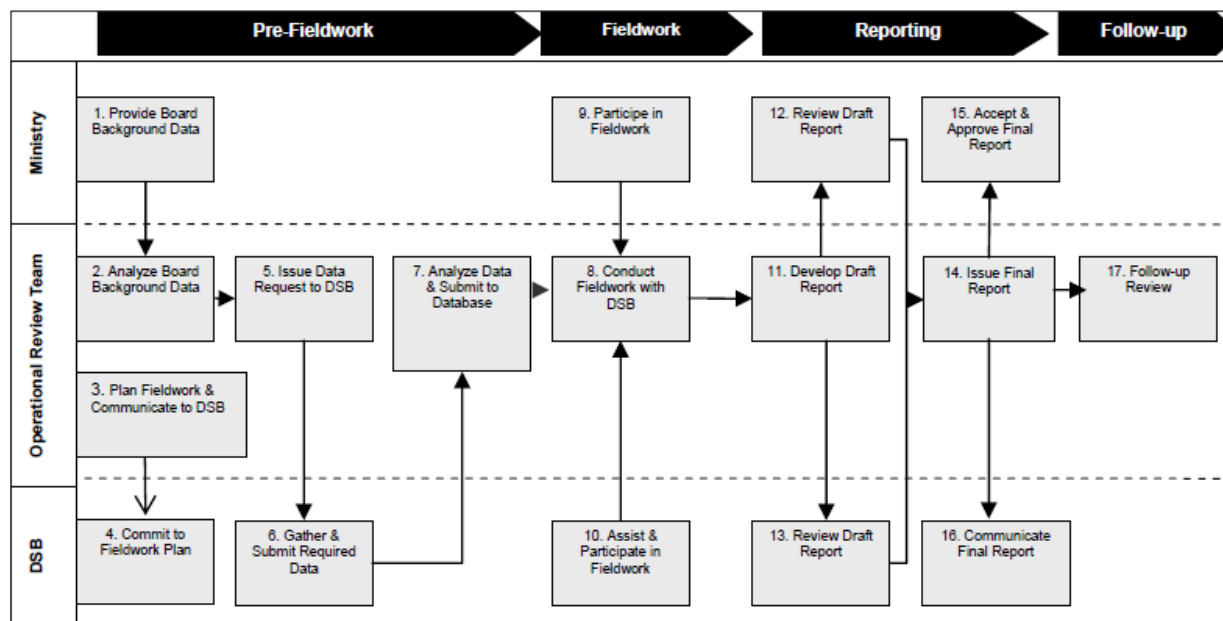 Pre-Fieldwork
Fieldwork
Reporting
Follow-up
Ministry
1. Provide Board
Background Data
9. Participe in
Fieldwork
12. Review Draft
Report
15. Accept &
Approve Final
Report
Operational Review Team
2. Analyze Board
Background Data
5. Issue Data
Request to DSB
7. Analyze Data
& Submit to
Database
8. Conduct
Fieldwork with
DSB
11. Develop Draft
Report
14. Issue Final
Report
17. Follow-up
Review
3. Plan Fieldwork &
Communicate to DSB
DSB
4. Commit to
Fieldwork Plan
6. Gather &
Submit Required
Data
10. Assist &
Participate in
Fieldwork
13. Review Draft
Report
16. Communicate
Final Report